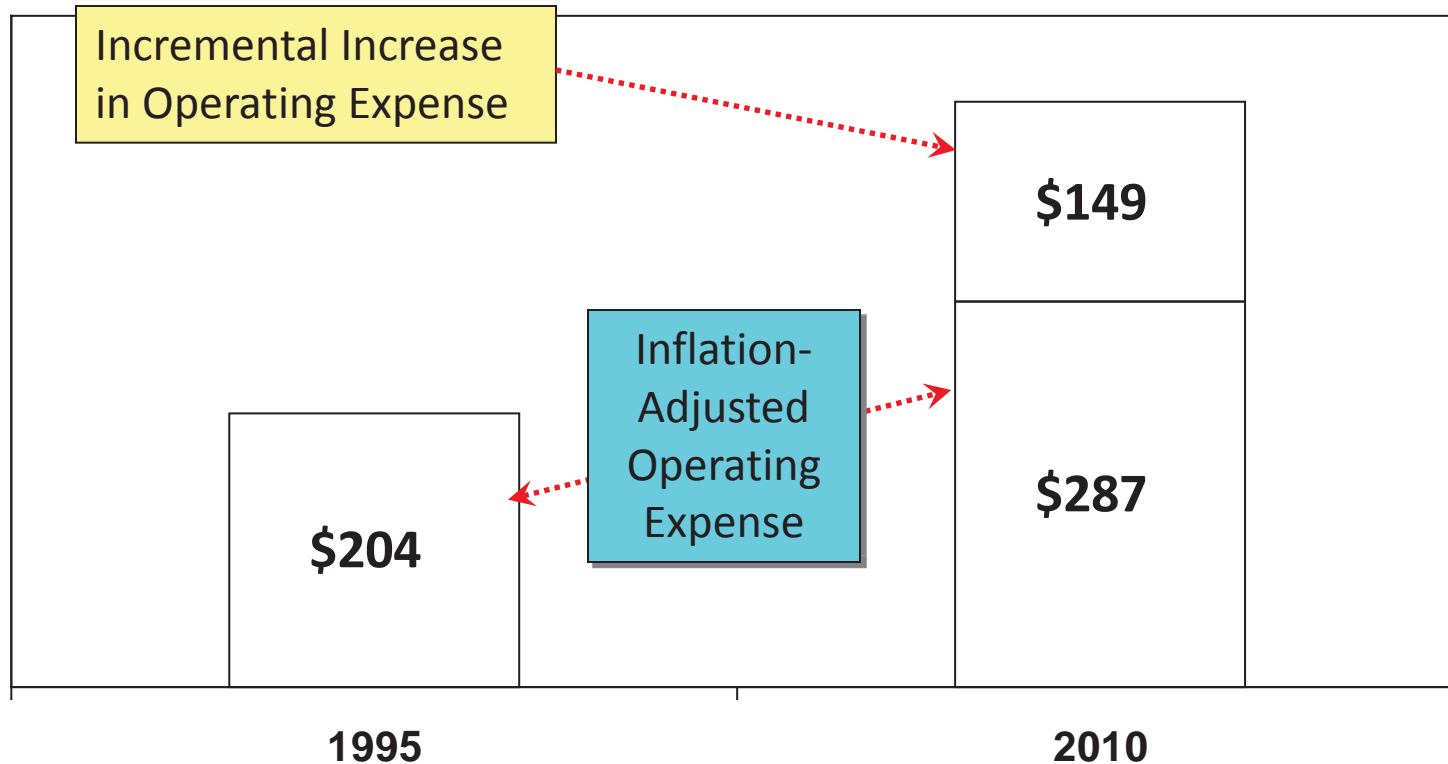 Incremental Increase
in Operating Expense
$149
Inflation-
Adjusted
Operating
Expense
$287
$204
1995
2010